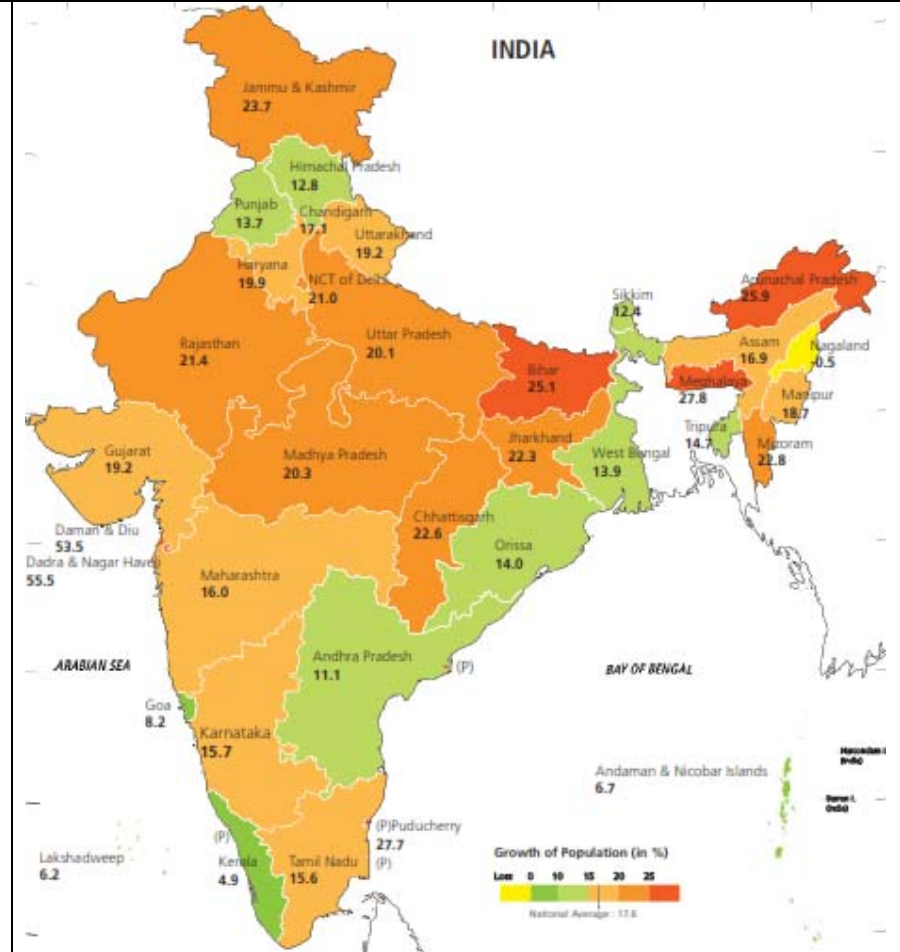 INDIA
Jammu & Kashmir
23.7
Himachal Pradesh
12.8
Punjab
13.7
Chandigarh
17.1
Uttarakhand
19.2
Haryana
19.9
NCT of Delhi
21.0
Arunachal Pradesh
25.9
Sikkim
12.4
Rajasthan
21.4
Uttar Pradesh
20.1
Assam
16.9
Nagaland
-0.5
Bihar
25.1
Meghalaya
27.8
Manipur
18.7
Gujarat
19.2
Madhya Pradesh
20.3
Jharkhand
22.3
West Bengal
13.9
Tripura
14.7
Mizoram
22.8
Chhattisgarh
22.6
Daman & Diu
53.5
Orissa
14.0
Dadra & Nagar Haveli
55.5
Maharashtra
16.0
ARABIAN SEA
Andhra Pradesh
11.1
(P)
BAY OF BENGAL
Goa
8.2
Karnataka
15.7
Andaman & Nicobar Islands
6.7
(India)
(India)
(P)
(P)Puducherry
27.7
(P)
Lakshadweep
6.2
Kerala
4.9
Tamil Nadu
15.6
Growth of Population (in %)
Loss 0 10 15 20 25
National Average : 17.6